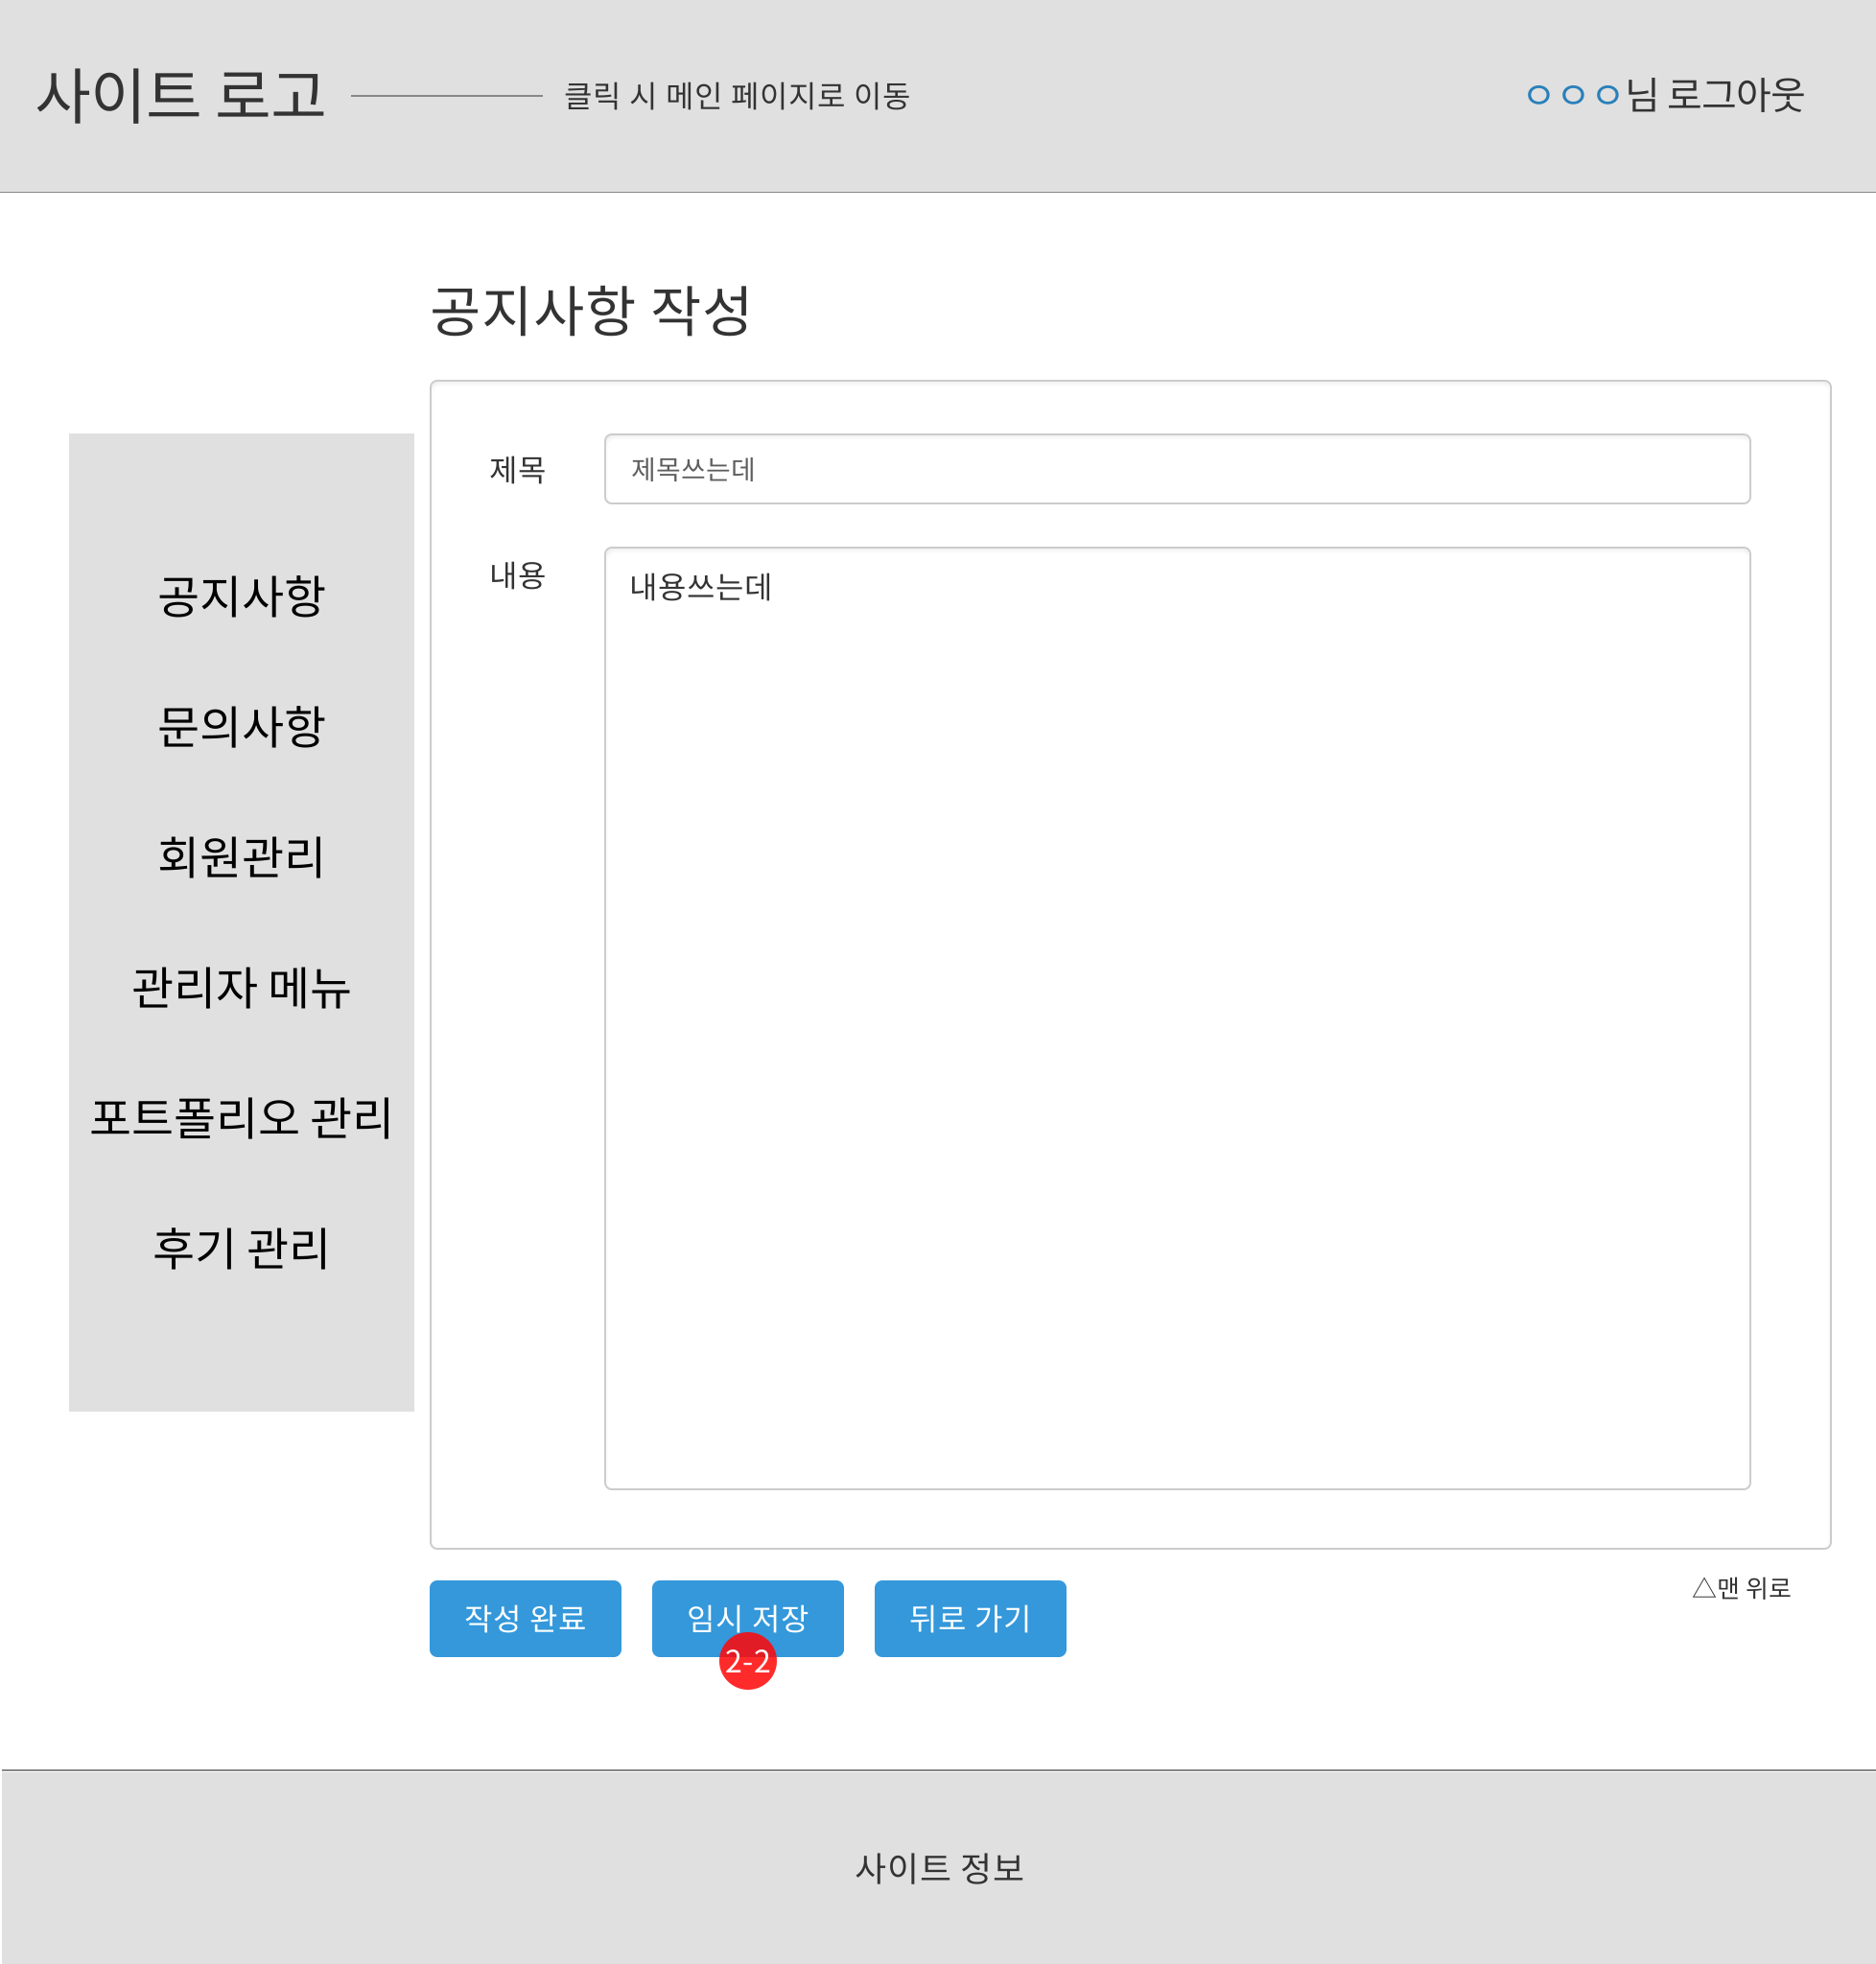 사이트 로고
클릭 시 메인 페이지로 이동
ㅇㅇㅇ님 로그아웃
공지사항 작성
제목
제목쓰는데
내용
내용쓰는데
공지사항
문의사항
회원관리
관리자 메뉴
포트폴리오 관리
후기 관리
작성 완료
임시 저장
뒤로 가기
2-2
△맨 위로
사이트 정보